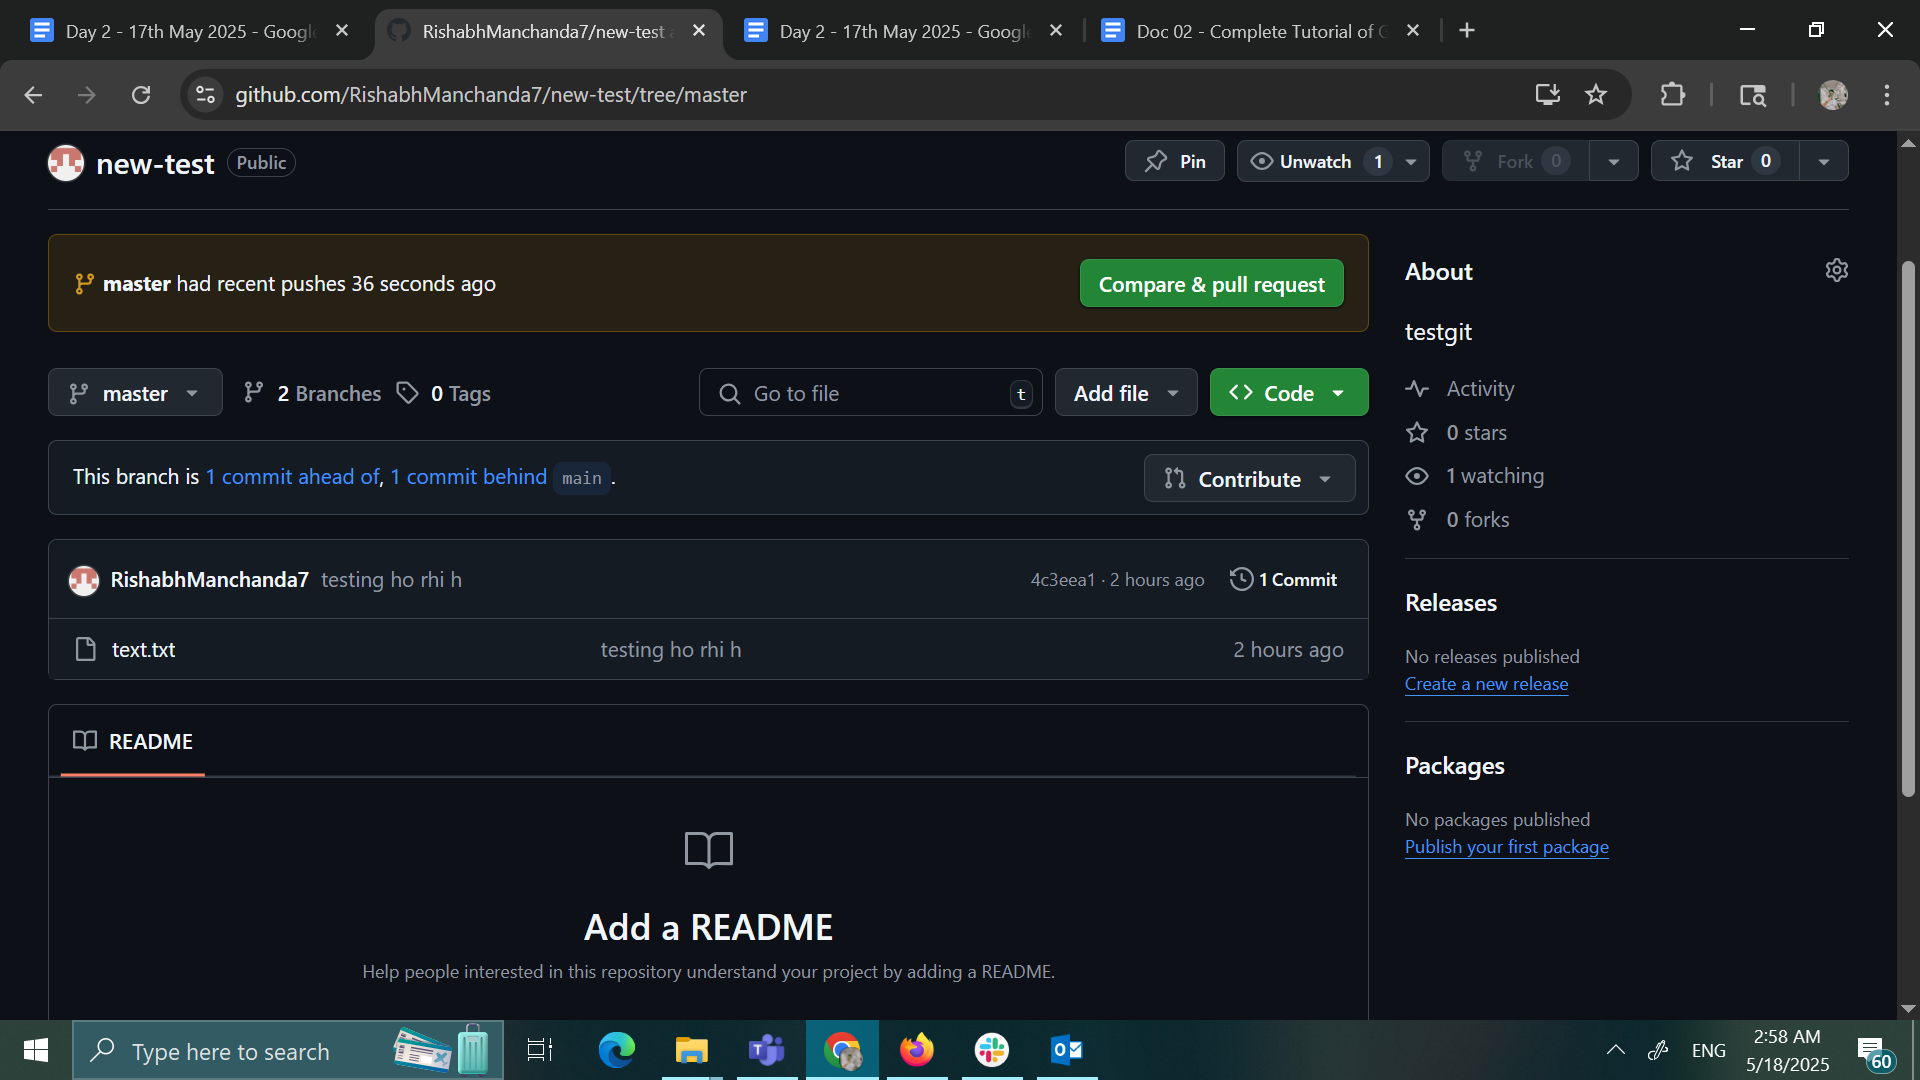 Day 2 - 17th May 2025 - Googl
RishabhManchanda7/new-test
Day 2 - 17th May 2025 - Googl
Doc 02 - Complete Tutorial of G
github.com/RishabhManchanda7/new-test/tree/master
new-test Public
Pin
Unwatch 1
Fork 0
Star 0
master had recent pushes 36 seconds ago
Compare & pull request
About
testgit
master
2 Branches
0 Tags
Go to file t
Add file
Code
Activity
0 stars
1 watching
0 forks
This branch is 1 commit ahead of, 1 commit behind main .
Contribute
RishabhManchanda7 testing ho rhi h
4c3eea1 · 2 hours ago
1 Commit
text.txt testing ho rhi h 2 hours ago
Releases
No releases published
Create a new release
README
Packages
No packages published
Publish your first package
Add a README
Help people interested in this repository understand your project by adding a README.
Type here to search
ENG
2:58 AM
5/18/2025
60